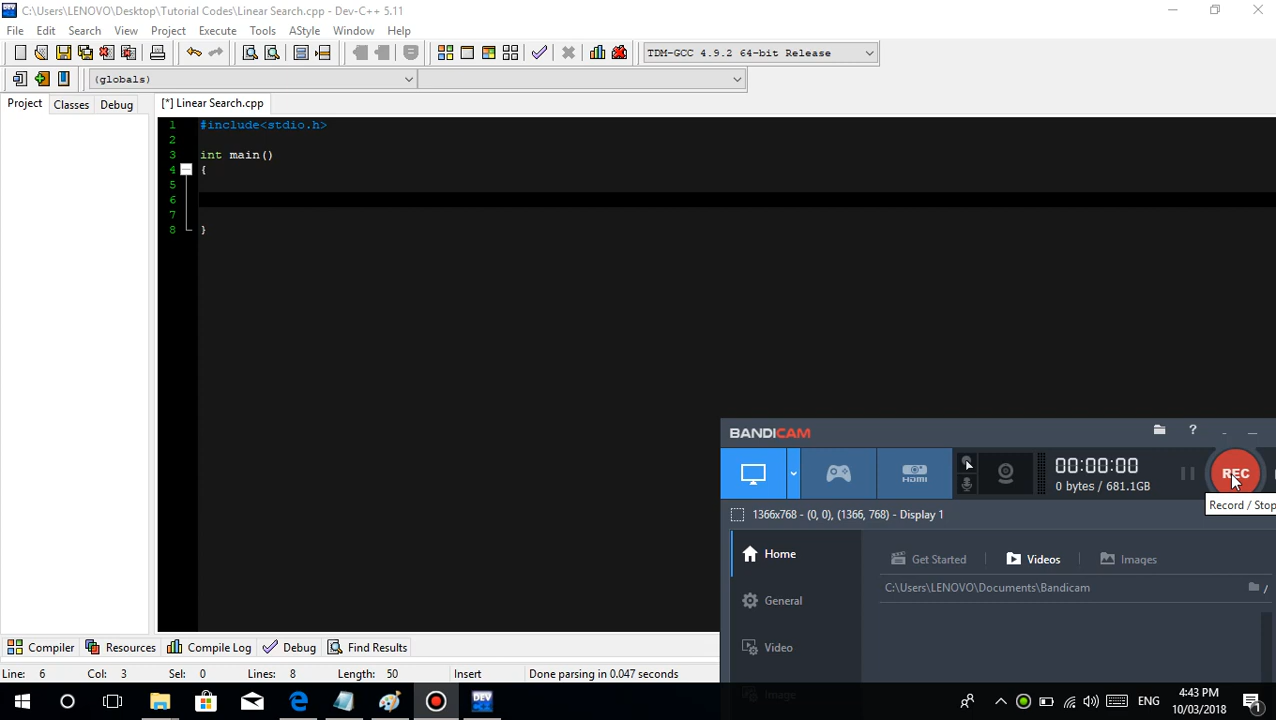 C:\Users\LENOVO\Desktop\Tutorial Codes\Linear Search.cpp - Dev-C++ 5.11
File Edit Search View Project Execute Tools AStyle Window Help
TDM-GCC 4.9.2 64-bit Release
(globals)
Project Classes Debug [*] Linear Search.cpp
1 #include<stdio.h>
2
3 int main()
4 {
5
6
7
8 }
BANDICAM ?
HDMI 00:00:00 REC
0 bytes / 681.1GB
Record / Stop
1366x768 - (0, 0), (1366, 768) - Display 1
Home Get Started Videos Images
C:\Users\LENOVO\Documents\Bandicam /
General
Video
Image
Compiler Resources Compile Log Debug Find Results
Line: 6 Col: 3 Sel: 0 Lines: 8 Length: 50 Insert Done parsing in 0.047 seconds
DEV ENG 4:43 PM
10/03/2018 1